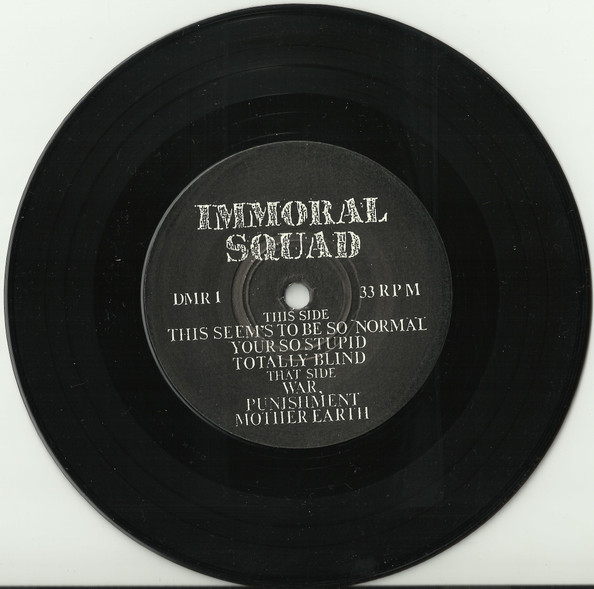 IMMORAL
SQUAD
DMR 1
33 RPM
THIS SIDE
THIS SEEM'S TO BE SO 'NORMAL'
YOUR SO STUPID
TOTALLY BLIND
THAT SIDE
WAR,
PUNISHMENT
MOTHER EARTH